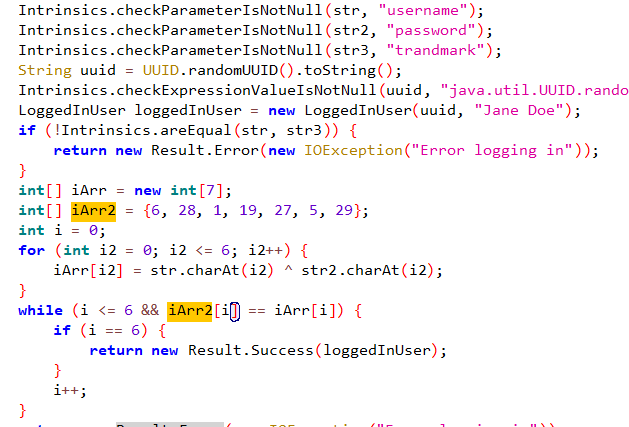 Intrinsics.checkParameterIsNotNull(str, "username");
Intrinsics.checkParameterIsNotNull(str2, "password");
Intrinsics.checkParameterIsNotNull(str3, "trandmark");
String uuid = UUID.randomUUID().toString();
Intrinsics.checkExpressionValueIsNotNull(uuid, "java.util.UUID.rando
LoggedInUser loggedInUser = new LoggedInUser(uuid, "Jane Doe");
if (!Intrinsics.areEqual(str, str3)) {
return new Result.Error(new IOException("Error logging in"));
}
int[] iArr = new int[7];
int[] iArr2 = {6, 28, 1, 19, 27, 5, 29};
int i = 0;
for (int i2 = 0; i2 <= 6; i2++) {
iArr[i2] = str.charAt(i2) ^ str2.charAt(i2);
}
while (i <= 6 && iArr2[i] == iArr[i]) {
if (i == 6) {
return new Result.Success(loggedInUser);
}
i++;
}